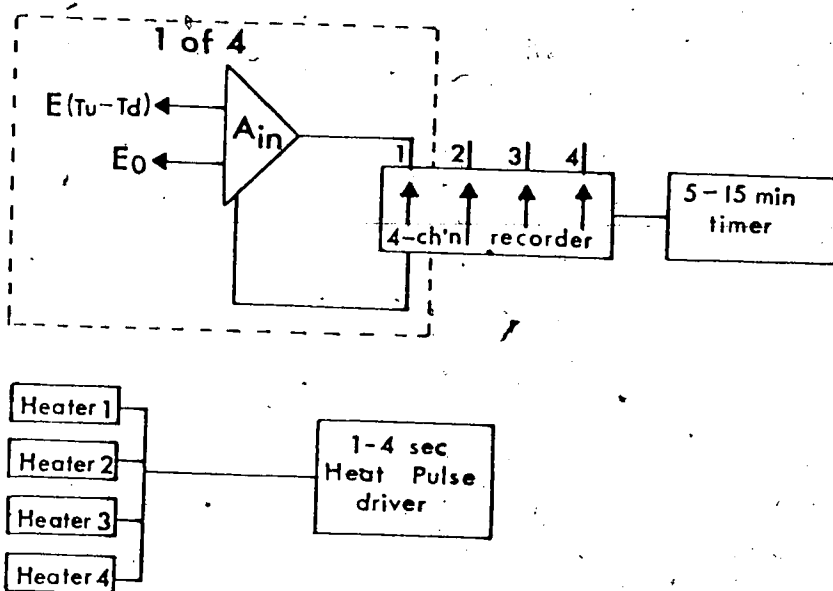 1 of 4
E(Tu-Td)
Ain
E0
1 2 3 4
4-ch'n recorder
5-15 min
timer
Heater 1
Heater 2
Heater 3
Heater 4
1-4 sec
Heat Pulse
driver